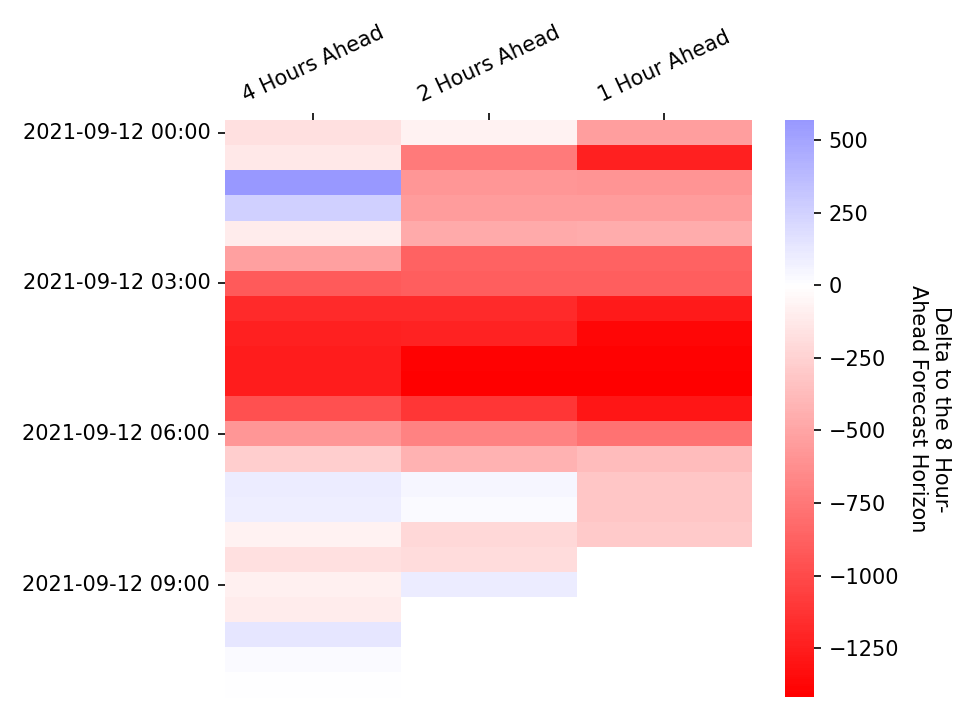 4 Hours Ahead
2 Hours Ahead
1 Hour Ahead
2021-09-12 00:00
2021-09-12 03:00
2021-09-12 06:00
2021-09-12 09:00
500
250
0
−250
−500
−750
−1000
−1250
Delta to the 8 Hour-
Ahead Forecast Horizon